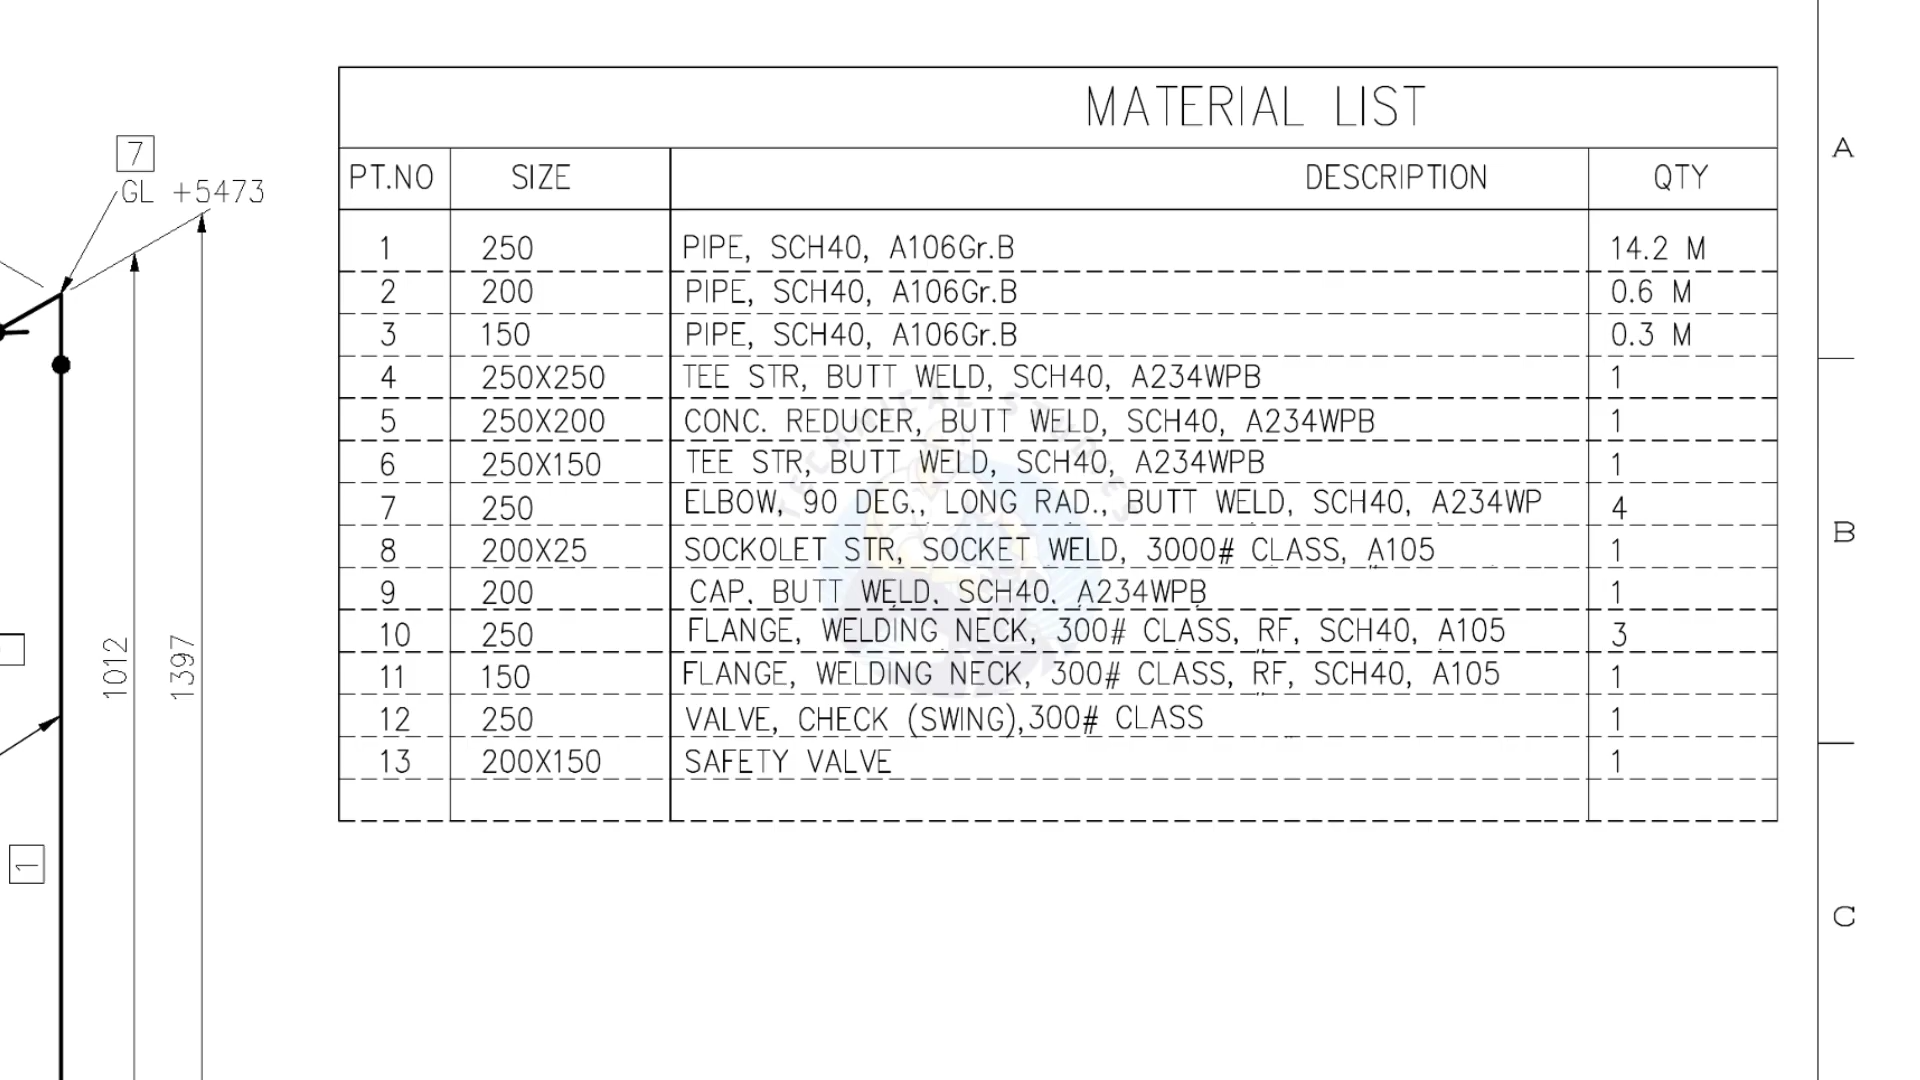 MATERIAL LIST
PT.NO SIZE DESCRIPTION QTY
1 250 PIPE, SCH40, A106Gr.B 14.2 M
2 200 PIPE, SCH40, A106Gr.B 0.6 M
3 150 PIPE, SCH40, A106Gr.B 0.3 M
4 250X250 TEE STR, BUTT WELD, SCH40, A234WPB 1
5 250X200 CONC. REDUCER, BUTT WELD, SCH40, A234WPB 1
6 250X150 TEE STR, BUTT WELD, SCH40, A234WPB 1
7 250 ELBOW, 90 DEG., LONG RAD., BUTT WELD, SCH40, A234WP 4
8 200X25 SOCKOLET STR, SOCKET WELD, 3000# CLASS, A105 1
9 200 CAP, BUTT WELD, SCH40, A234WPB 1
10 250 FLANGE, WELDING NECK, 300# CLASS, RF, SCH40, A105 3
11 150 FLANGE, WELDING NECK, 300# CLASS, RF, SCH40, A105 1
12 250 VALVE, CHECK (SWING),300# CLASS 1
13 200X150 SAFETY VALVE 1
7
GL +5473
1012
1397
1
A
B
C
TECHNICAL STUDIES